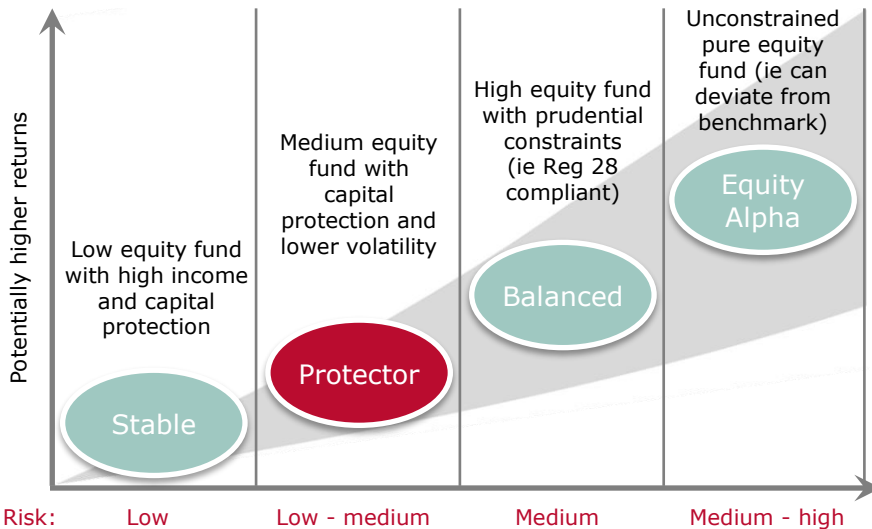 Potentially higher returns
Low equity fund
with high income
and capital
protection
Stable
Medium equity
fund with
capital
protection and
lower volatility
Protector
High equity fund
with prudential
constraints
(ie Reg 28
compliant)
Balanced
Unconstrained
pure equity
fund (ie can
deviate from
benchmark)
Equity
Alpha
Risk: Low Low - medium Medium Medium - high